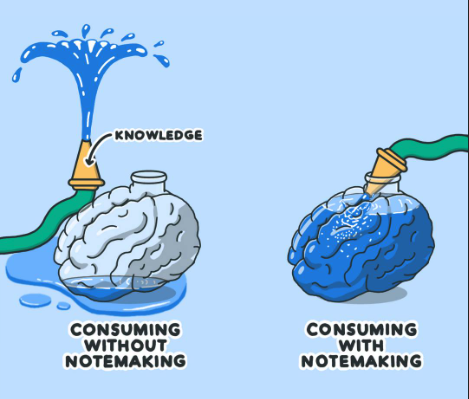 KNOWLEDGE
CONSUMING
WITHOUT
NOTEMAKING
CONSUMING
WITH
NOTEMAKING